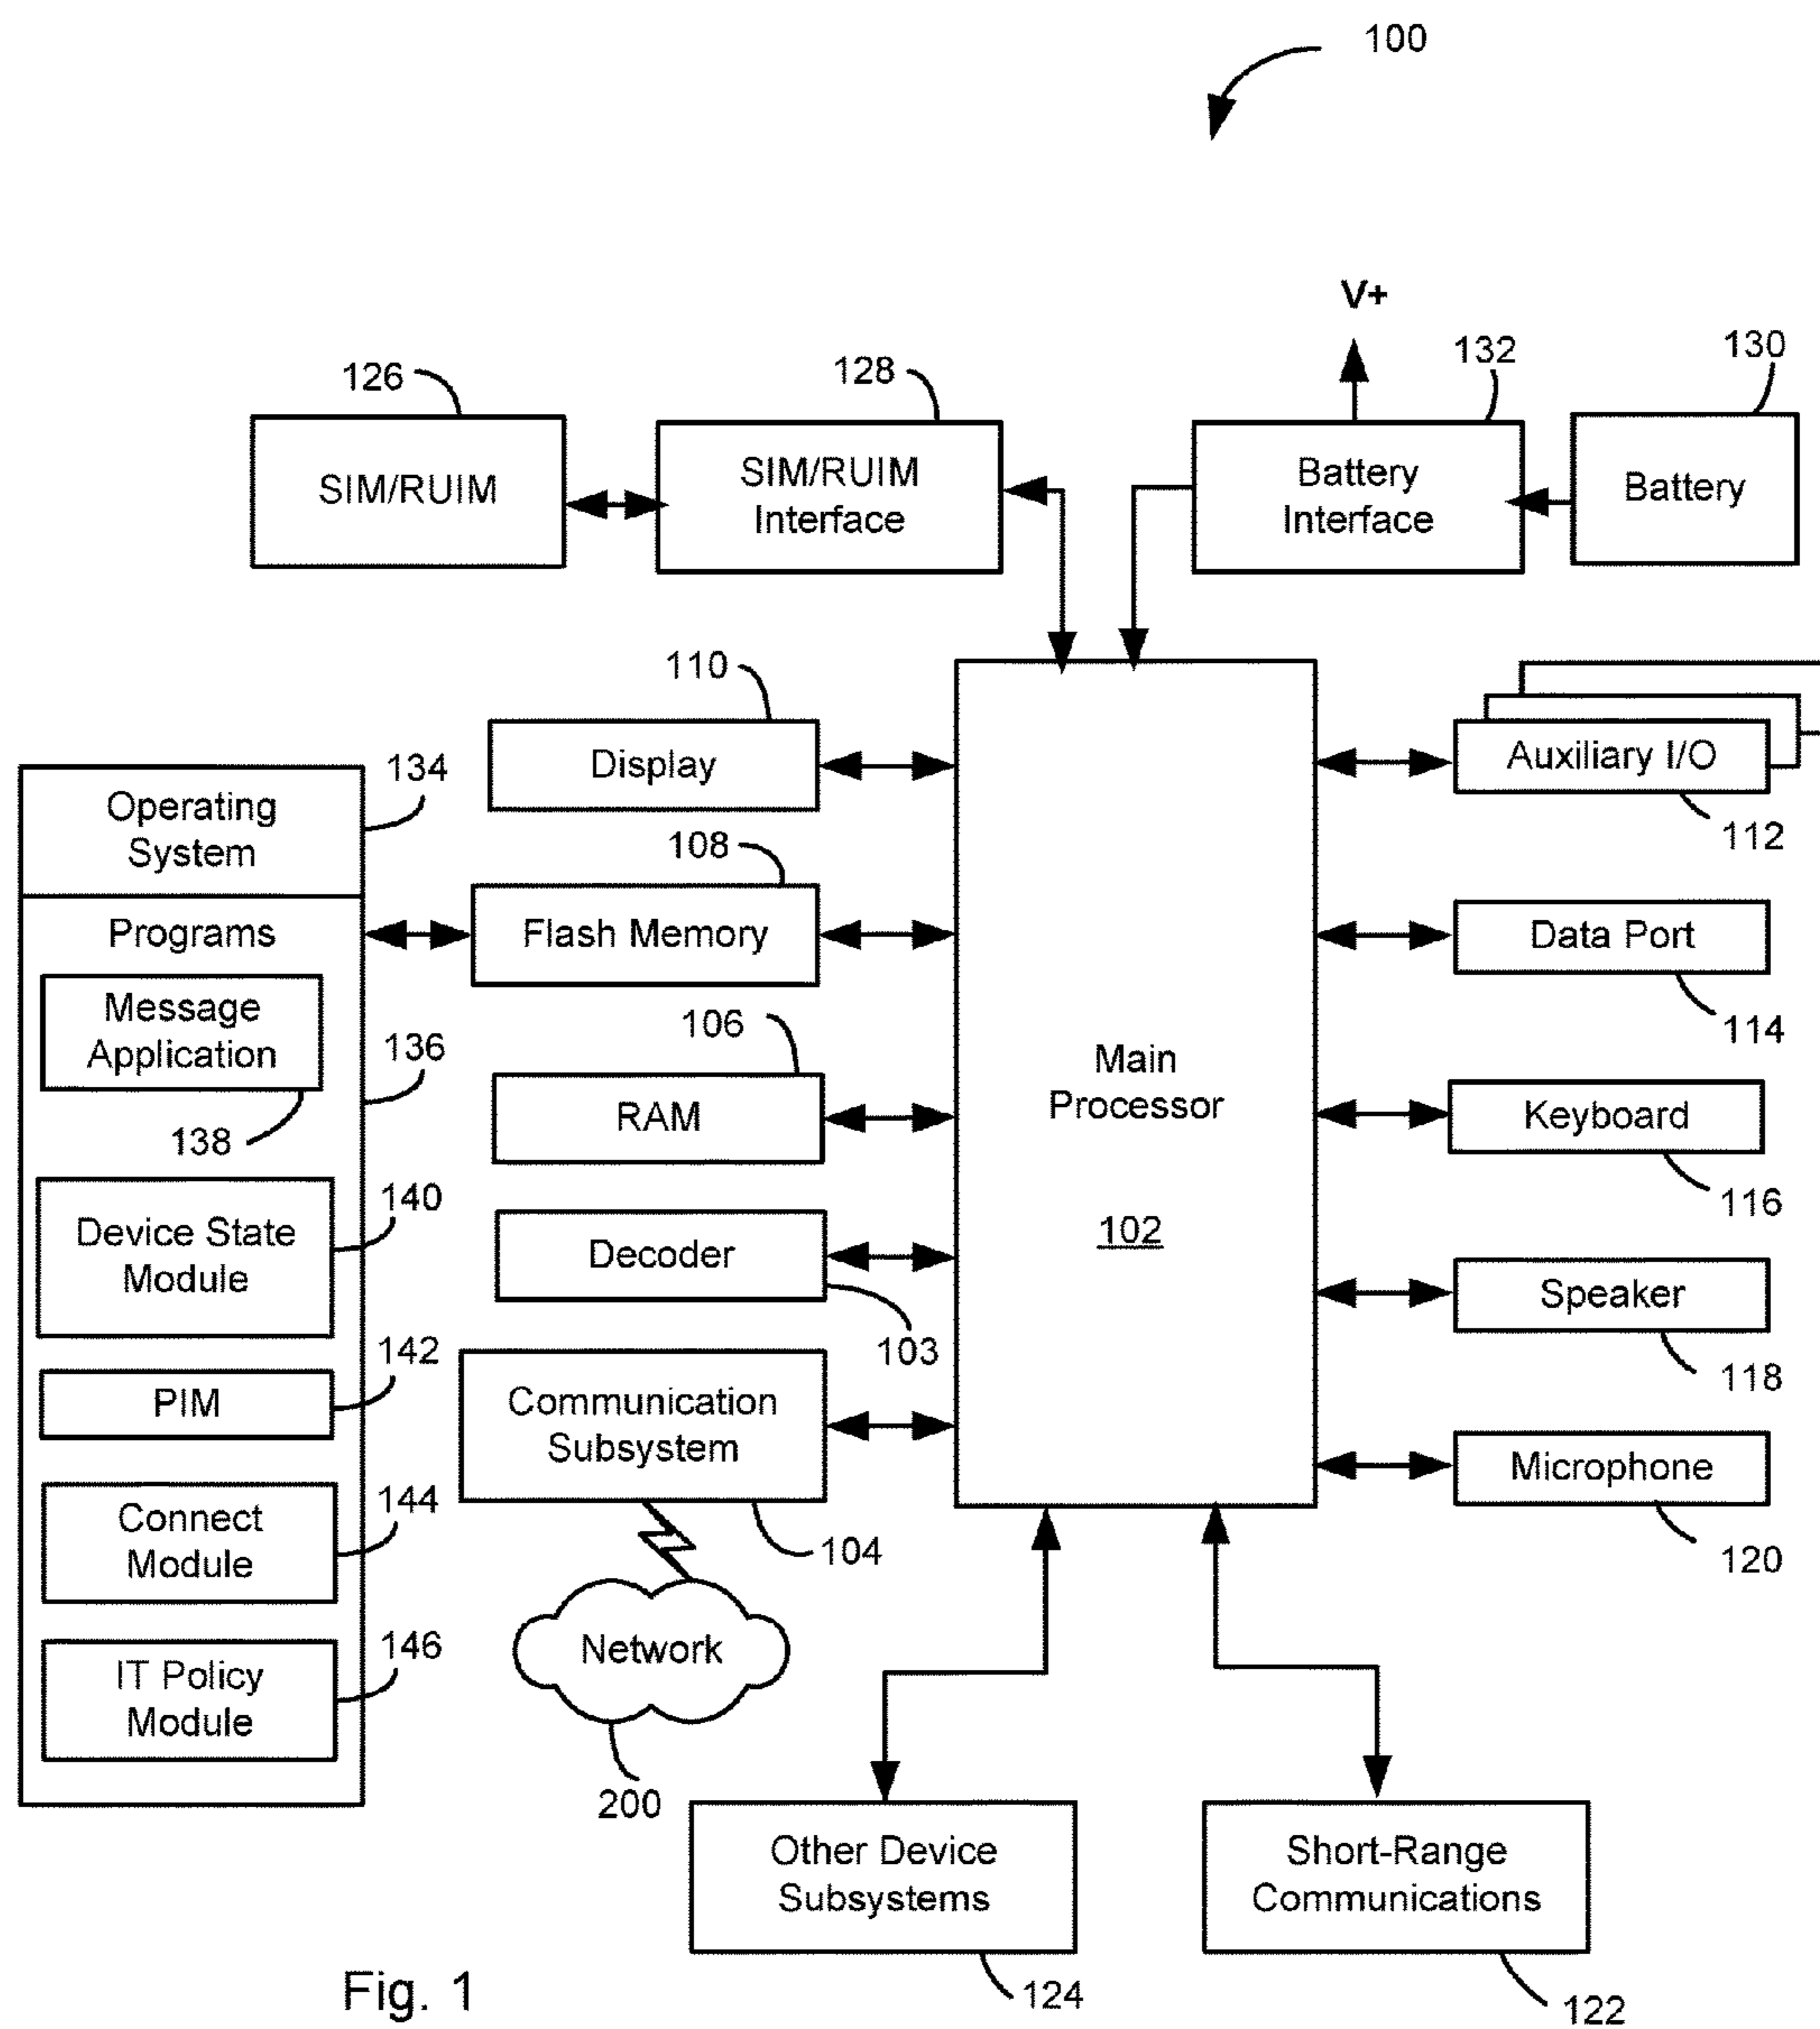 100
V+
126
128
132
130
SIM/RUIM
SIM/RUIM
Interface
Battery
Interface
Battery
110
Display
Auxiliary I/O
112
134
Operating
System
108
Programs
Flash Memory
Data Port
114
Message
Application
138
136
106
RAM
Main
Processor
102
Keyboard
116
140
Device State
Module
Decoder
103
Speaker
118
142
PIM
Communication
Subsystem
104
Microphone
120
144
Connect
Module
146
IT Policy
Module
Network
200
Other Device
Subsystems
124
Short-Range
Communications
122
Fig. 1